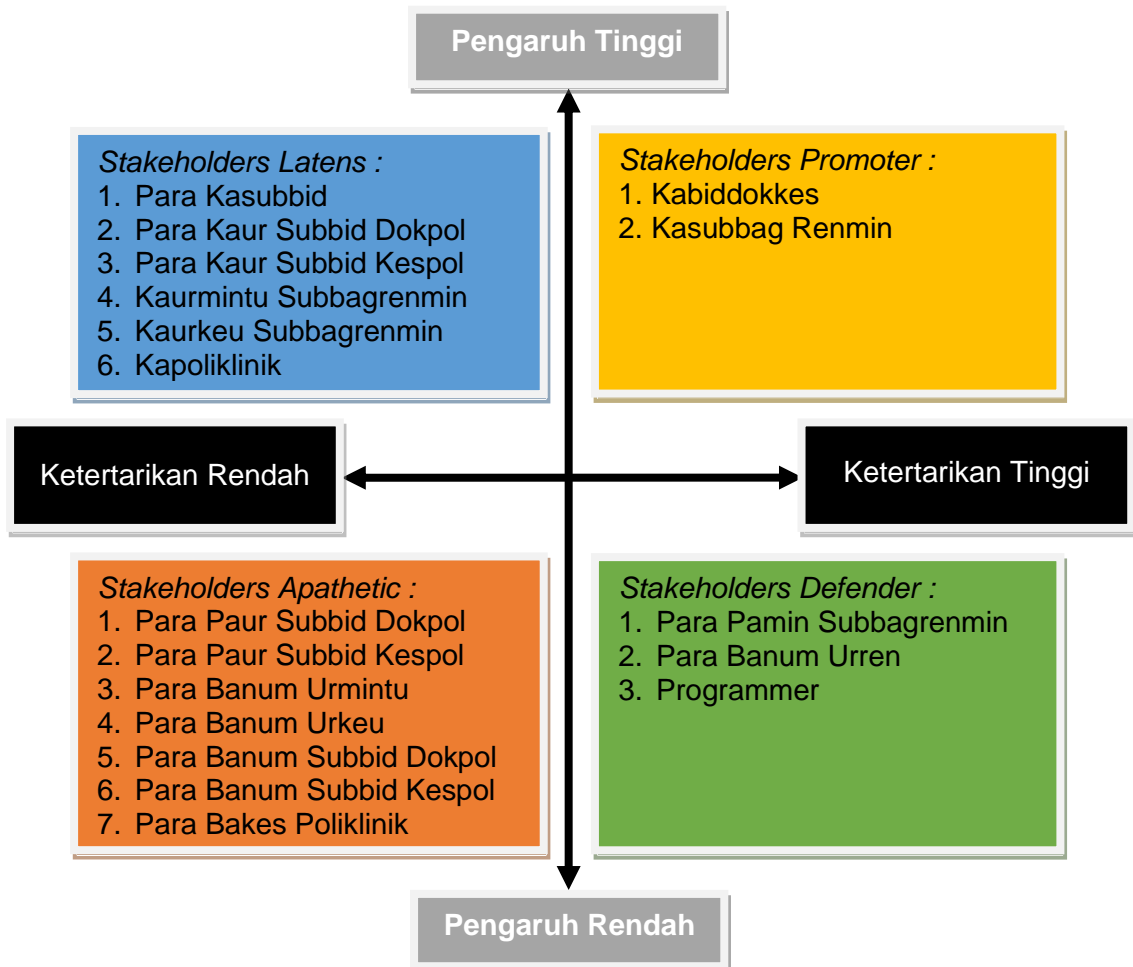 Pengaruh Tinggi
Stakeholders Latens :
1. Para Kasubbid
2. Para Kaur Subbid Dokpol
3. Para Kaur Subbid Kespol
4. Kaurmintu Subbagrenmin
5. Kaurkeu Subbagrenmin
6. Kapoliklinik
Stakeholders Promoter :
1. Kabiddokkes
2. Kasubbag Renmin
Ketertarikan Rendah
Ketertarikan Tinggi
Stakeholders Apathetic :
1. Para Paur Subbid Dokpol
2. Para Paur Subbid Kespol
3. Para Banum Urmintu
4. Para Banum Urkeu
5. Para Banum Subbid Dokpol
6. Para Banum Subbid Kespol
7. Para Bakes Poliklinik
Stakeholders Defender :
1. Para Pamin Subbagrenmin
2. Para Banum Urren
3. Programmer
Pengaruh Rendah